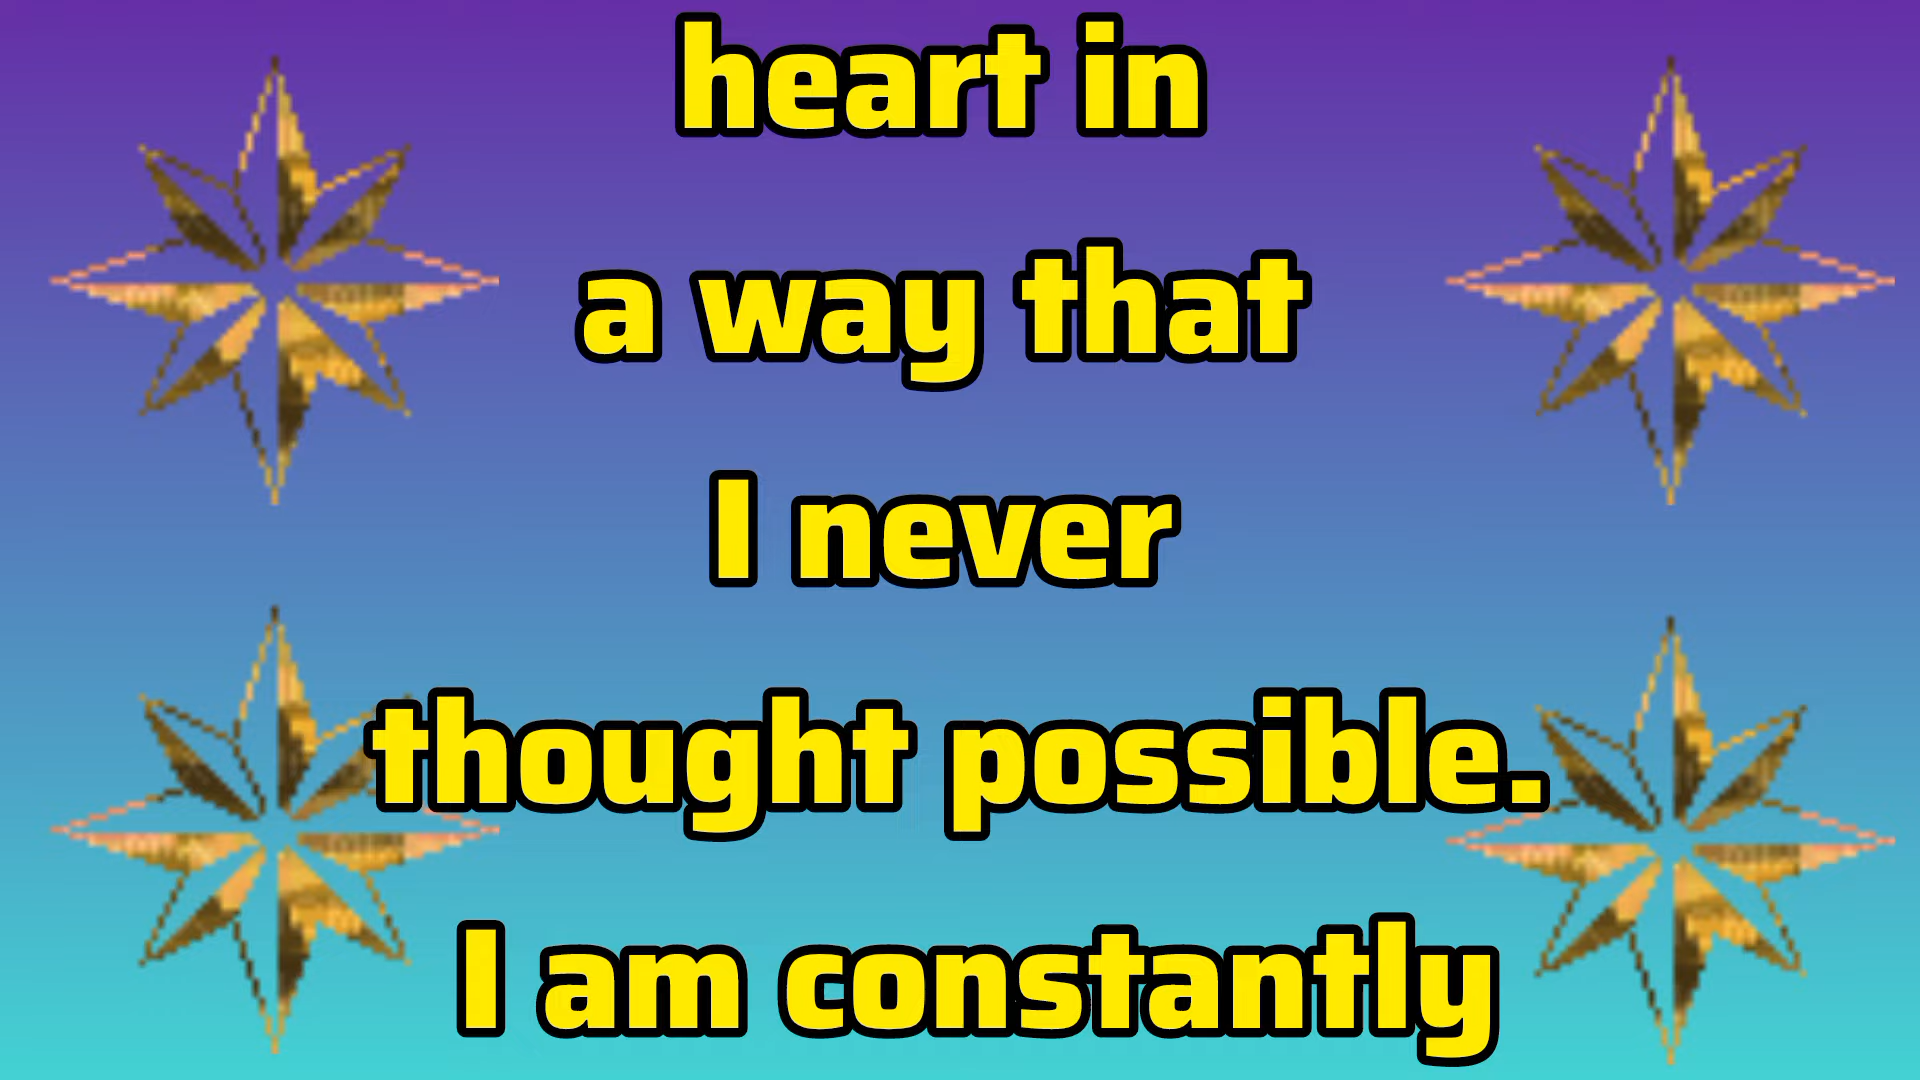 heart in
a way that
I never
thought possible.
I am constantly